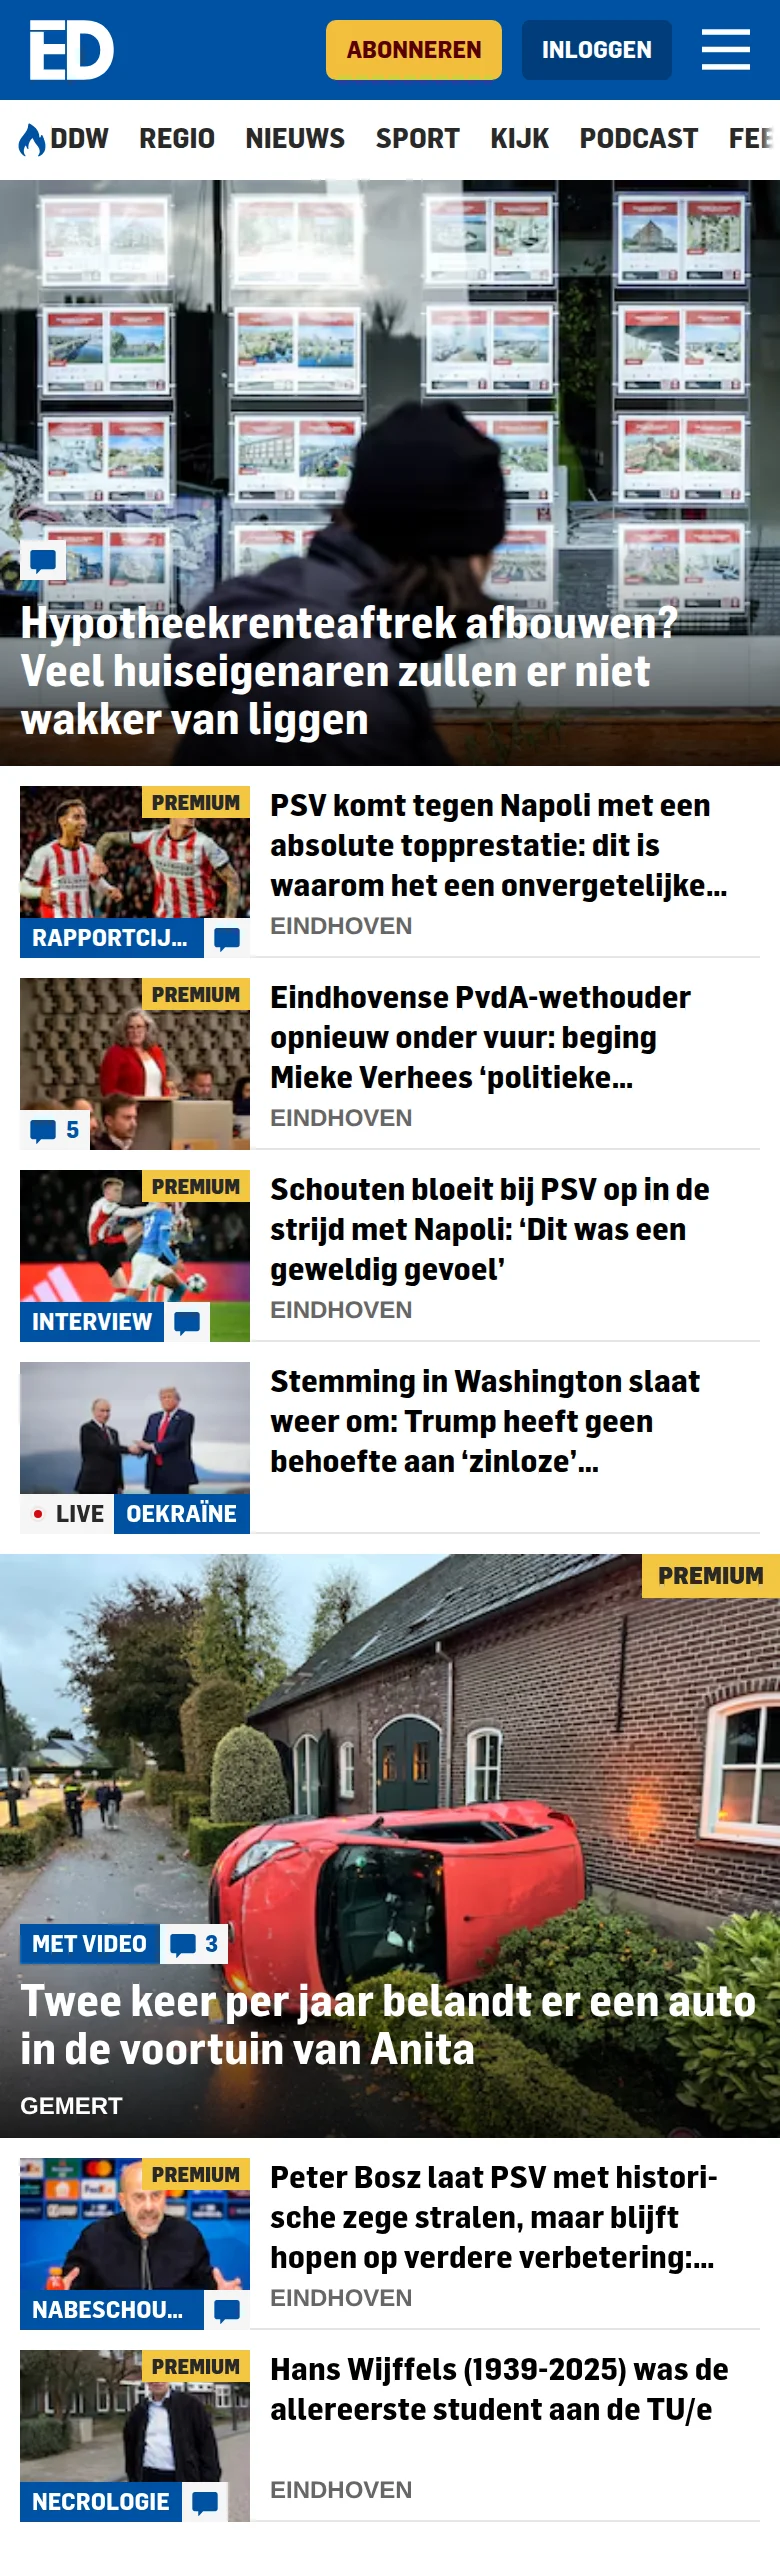 ED
ABONNEREN
INLOGGEN
DDW REGIO NIEUWS SPORT KIJK PODCAST FEE
Hypotheekrenteaftrek afbouwen?
Veel huiseigenaren zullen er niet
wakker van liggen
PREMIUM
RAPPORTCIJ...
PSV komt tegen Napoli met een
absolute topprestatie: dit is
waarom het een onvergetelijke...
EINDHOVEN
PREMIUM
5
Eindhovense PvdA-wethouder
opnieuw onder vuur: beging
Mieke Verhees ‘politieke...
EINDHOVEN
PREMIUM
INTERVIEW
Schouten bloeit bij PSV op in de
strijd met Napoli: ‘Dit was een
geweldig gevoel’
EINDHOVEN
LIVE OEKRAÏNE
Stemming in Washington slaat
weer om: Trump heeft geen
behoefte aan ‘zinloze’...
PREMIUM
MET VIDEO 3
Twee keer per jaar belandt er een auto
in de voortuin van Anita
GEMERT
PREMIUM
NABESCHOU...
Peter Bosz laat PSV met histori-
sche zege stralen, maar blijft
hopen op verdere verbetering:...
EINDHOVEN
PREMIUM
NECROLOGIE
Hans Wijffels (1939-2025) was de
allereerste student aan de TU/e
EINDHOVEN